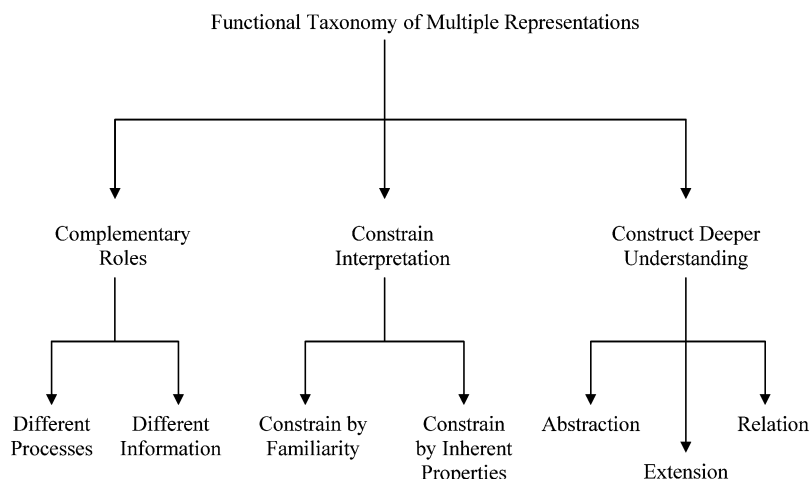 Functional Taxonomy of Multiple Representations
Complementary
Roles
Constrain
Interpretation
Construct Deeper
Understanding
Different
Processes
Different
Information
Constrain by
Familiarity
Constrain
by Inherent
Properties
Abstraction
Extension
Relation